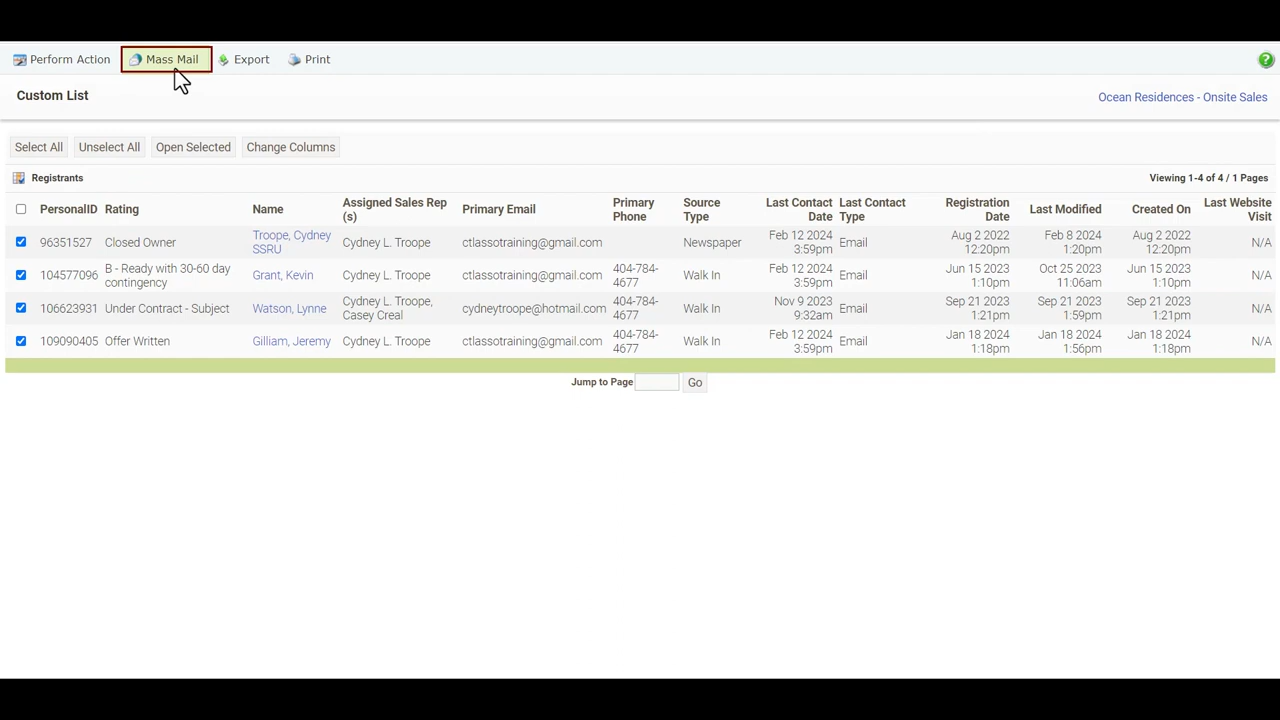 Perform Action Mass Mail Export Print
Custom List
Ocean Residences - Onsite Sales
Select All Unselect All Open Selected Change Columns
Registrants
Viewing 1-4 of 4 / 1 Pages
PersonalID Rating Name Assigned Sales Rep (s) Primary Email Primary Phone Source Type Last Contact Date Last Contact Type Registration Date Last Modified Created On Last Website Visit
96351527 Closed Owner Troope, Cydney SSRU Cydney L. Troope ctlassotraining@gmail.com Newspaper Feb 12 2024 3:59pm Email Aug 2 2022 12:20pm Feb 8 2024 1:20pm Aug 2 2022 12:20pm N/A
104577096 B - Ready with 30-60 day contingency Grant, Kevin Cydney L. Troope ctlassotraining@gmail.com 404-784-4677 Walk In Feb 12 2024 3:59pm Email Jun 15 2023 1:10pm Oct 25 2023 11:06am Jun 15 2023 1:10pm N/A
106623931 Under Contract - Subject Watson, Lynne Cydney L. Troope, Casey Creal cydneytroope@hotmail.com 404-784-4677 Walk In Nov 9 2023 9:32am Email Sep 21 2023 1:21pm Sep 21 2023 1:59pm Sep 21 2023 1:21pm N/A
109090405 Offer Written Gilliam, Jeremy Cydney L. Troope ctlassotraining@gmail.com 404-784-4677 Walk In Feb 12 2024 3:59pm Email Jan 18 2024 1:18pm Jan 18 2024 1:56pm Jan 18 2024 1:18pm N/A
Jump to Page Go